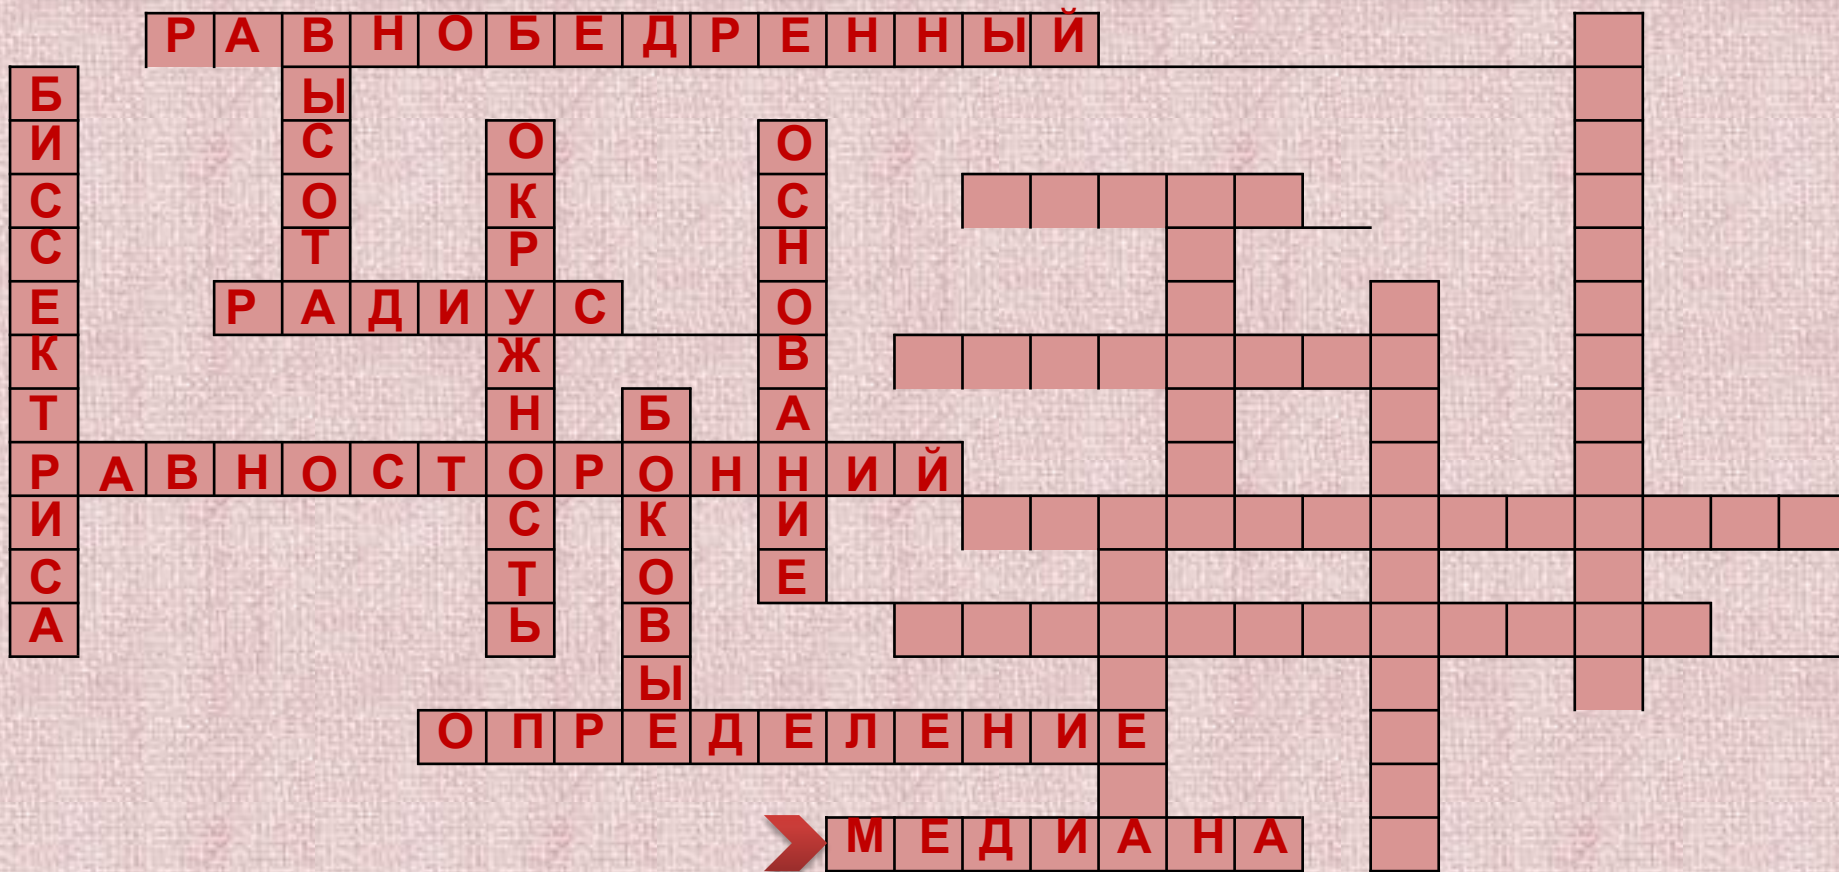 РАВНОБЕДРЕННЫЙ
БИССЕКТРИСА
ВЫСОТА
ОКРУЖНОСТЬ
ОСНОВАНИЕ
РАДИУС
БОКОВЫЕ
РАВНОСТОРОННИЙ
ОПРЕДЕЛЕНИЕ
МЕДИАНА